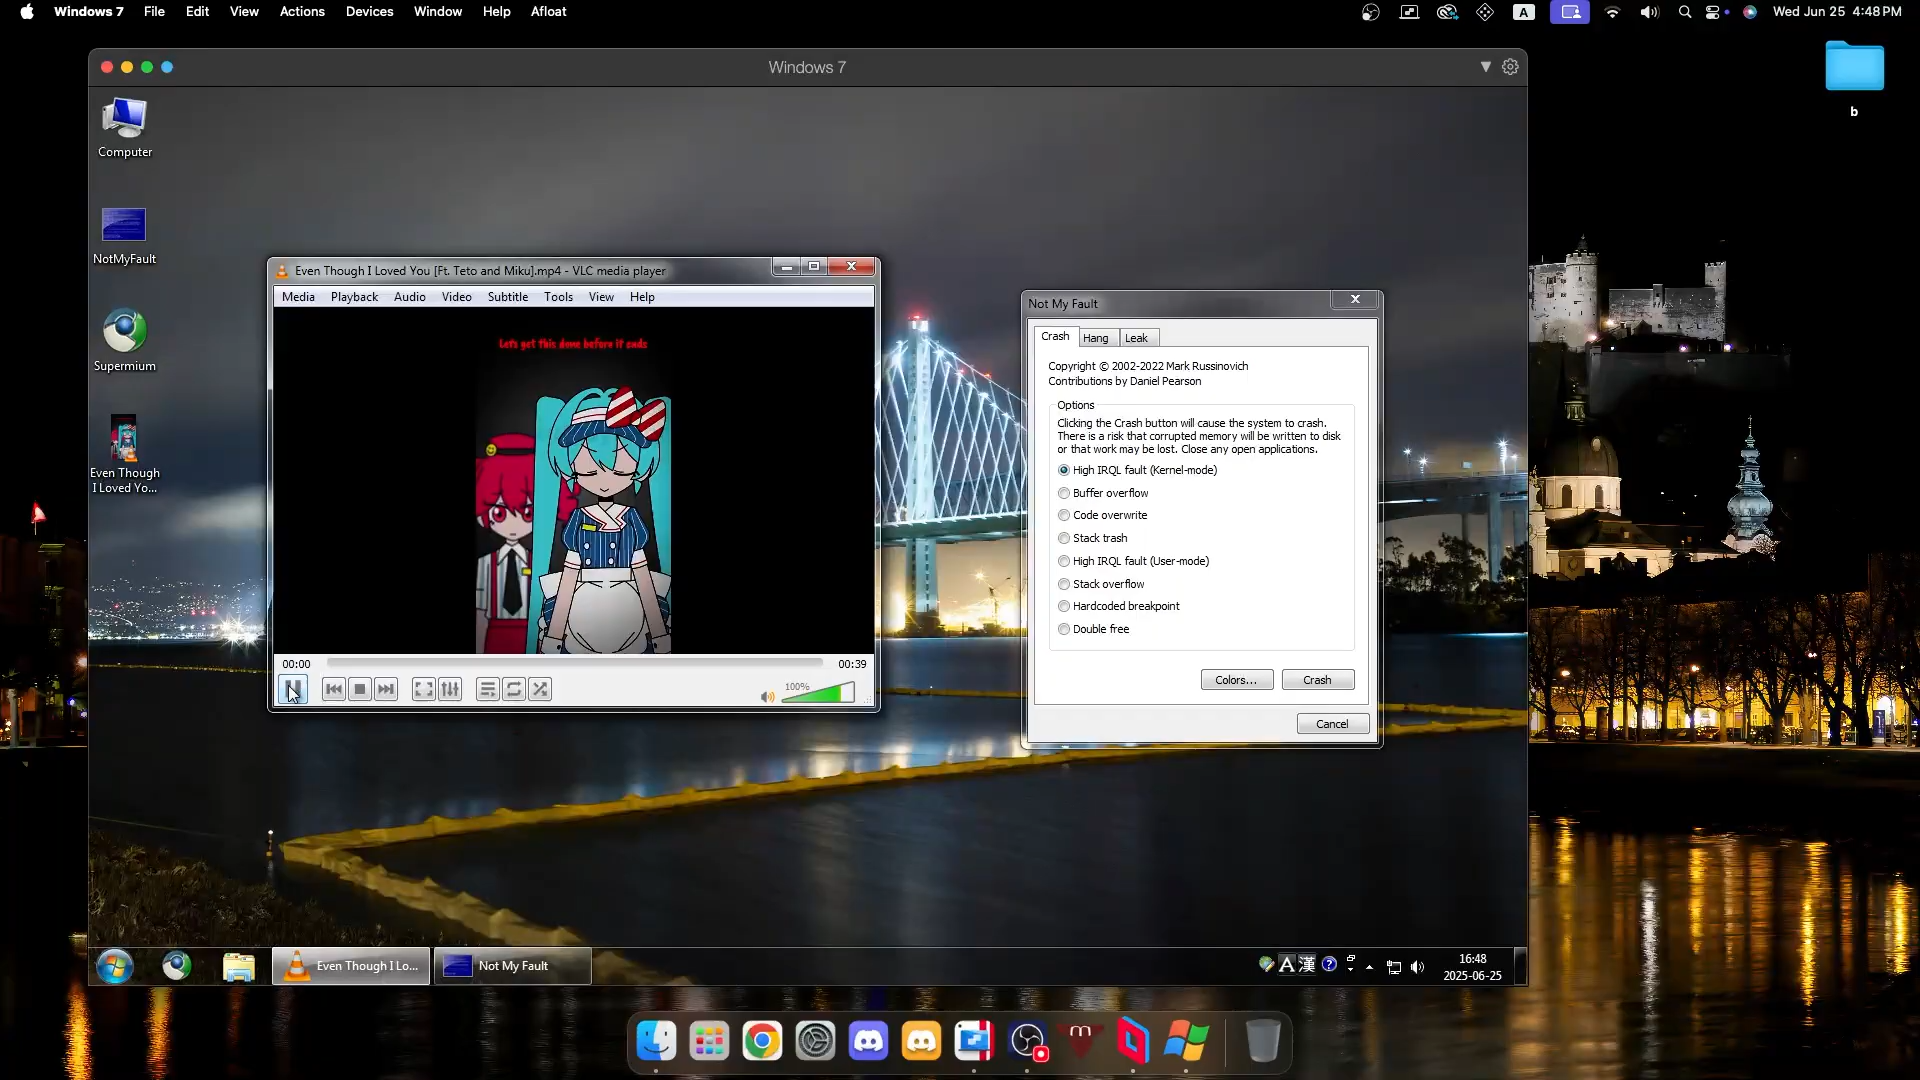 Windows 7 File Edit View Actions Devices Window Help Afloat
A
Wed Jun 25 4:48 PM
Windows 7
b
Computer
NotMyFault
Supermium
Even Though
I Loved Yo...
Even Though I Loved You [Ft. Teto and Miku].mp4 - VLC media player
Media Playback Audio Video Subtitle Tools View Help
Lets get this done before it ends
00:00
00:39
100%
Not My Fault
Crash Hang Leak
Copyright © 2002-2022 Mark Russinovich
Contributions by Daniel Pearson
Options
Clicking the Crash button will cause the system to crash.
There is a risk that corrupted memory will be written to disk
or that work may be lost. Close any open applications.
High IRQL fault (Kernel-mode)
Buffer overflow
Code overwrite
Stack trash
High IRQL fault (User-mode)
Stack overflow
Hardcoded breakpoint
Double free
Colors... Crash
Cancel
Even Though I Lo...
Not My Fault
A 漢 ?
16:48
2025-06-25
m